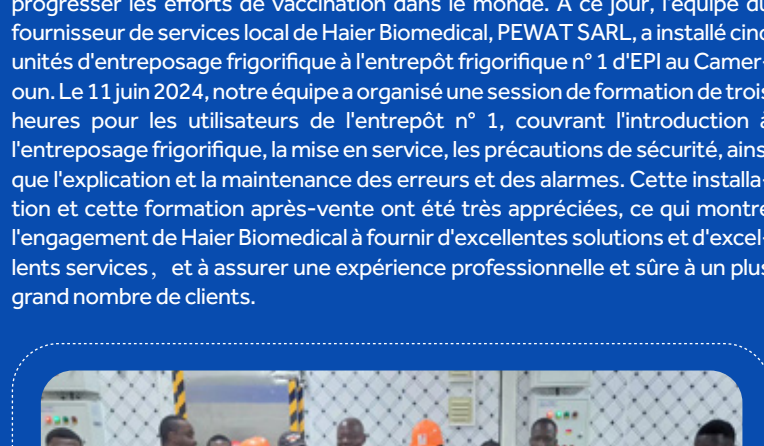 progresser les efforts de vaccination dans le monde. À ce jour, l'équipe du
fournisseur de services local de Haier Biomedical, PEWAT SARL, a installé cinq
unités d'entreposage frigorifique à l'entrepôt frigorifique n° 1 d'EPI au Camer-
oun. Le 11 juin 2024, notre équipe a organisé une session de formation de trois
heures pour les utilisateurs de l'entrepôt n° 1, couvrant l'introduction à
l'entreposage frigorifique, la mise en service, les précautions de sécurité, ainsi
que l'explication et la maintenance des erreurs et des alarmes. Cette installa-
tion et cette formation après-vente ont été très appréciées, ce qui montre
l'engagement de Haier Biomedical à fournir d'excellentes solutions et d'excel-
lents services， et à assurer une expérience professionnelle et sûre à un plus
grand nombre de clients.